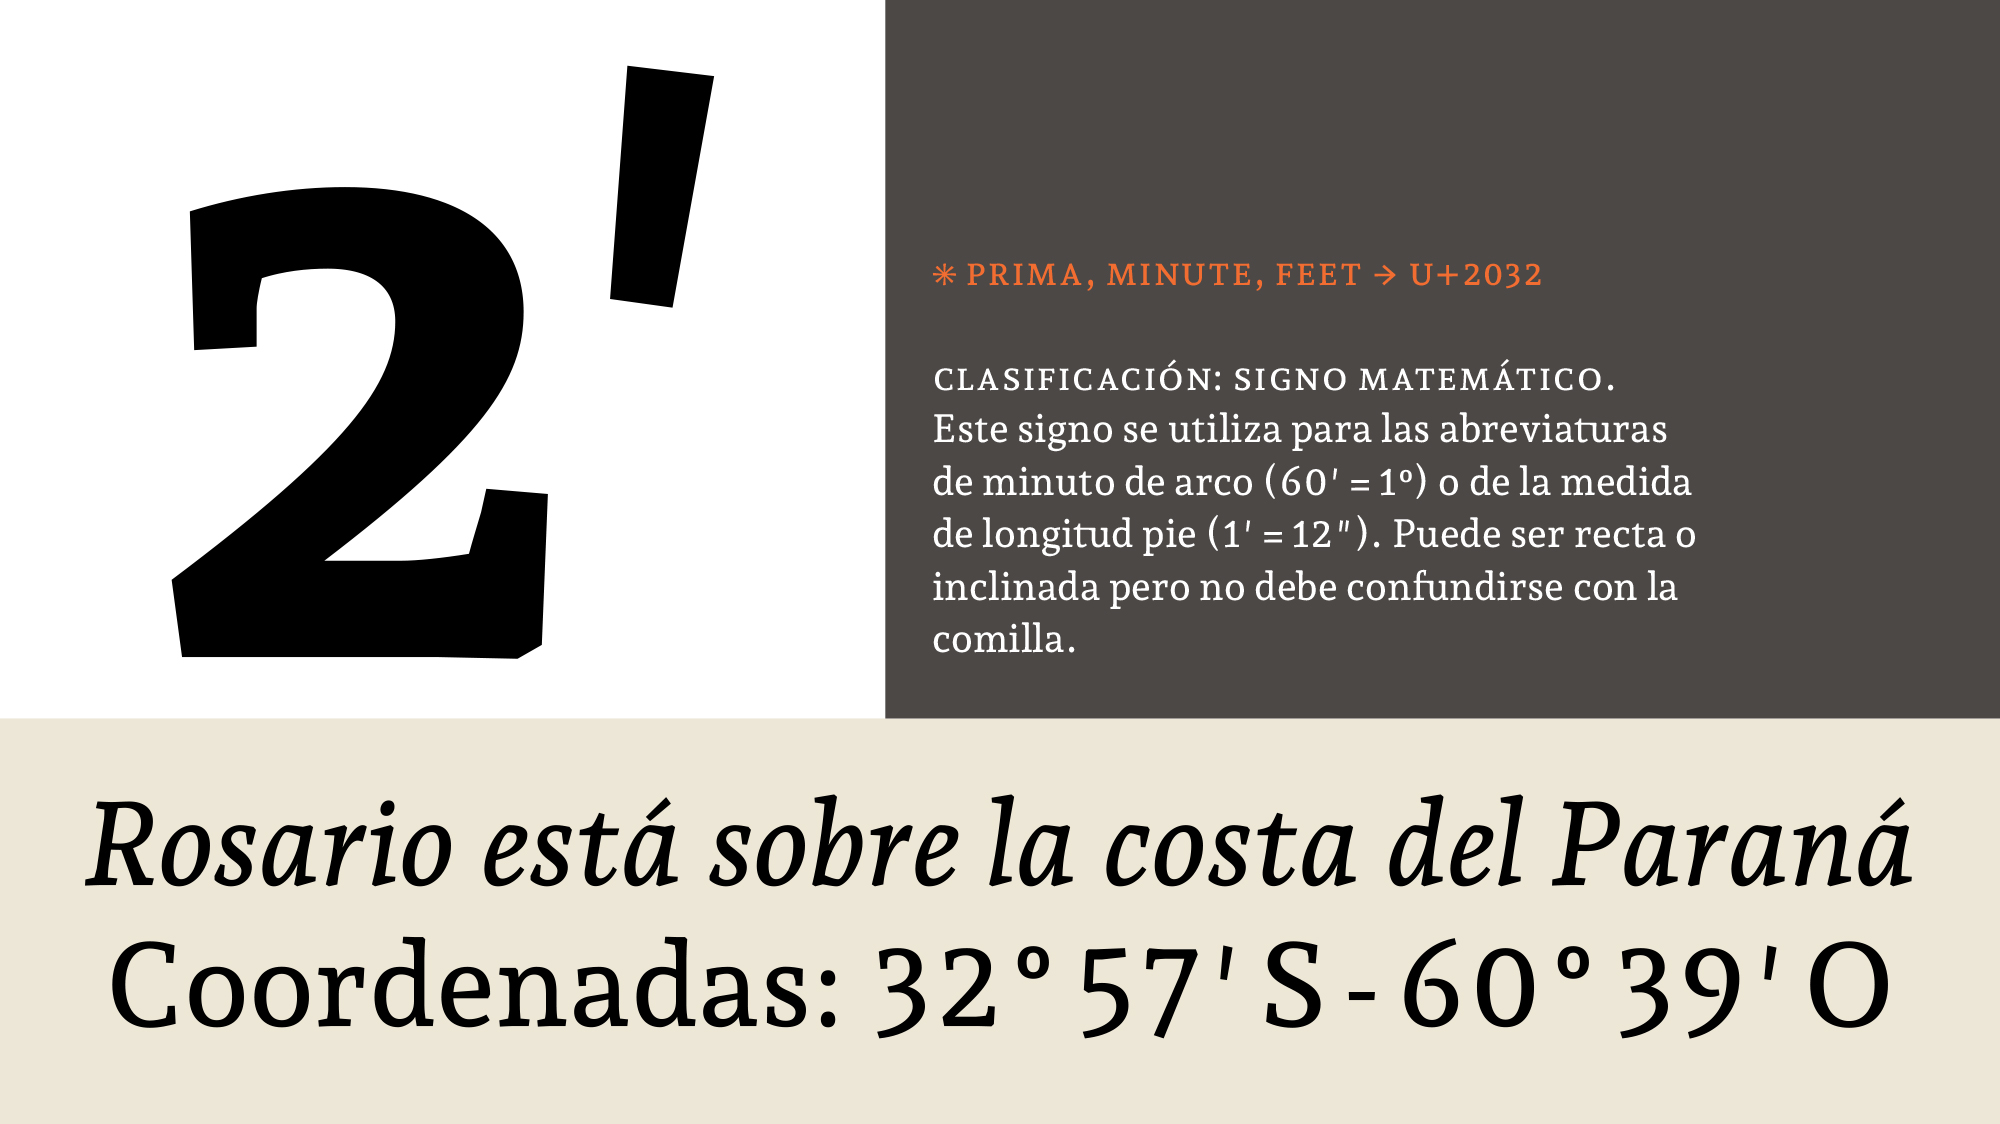 2′
✳ PRIMA, MINUTE, FEET → U+2032
CLASIFICACIÓN: SIGNO MATEMÁTICO.
Este signo se utiliza para las abreviaturas
de minuto de arco (60′ = 1º) o de la medida
de longitud pie (1′ = 12″). Puede ser recta o
inclinada pero no debe confundirse con la
comilla.
Rosario está sobre la costa del Paraná
Coordenadas: 32° 57′ S - 60° 39′ O